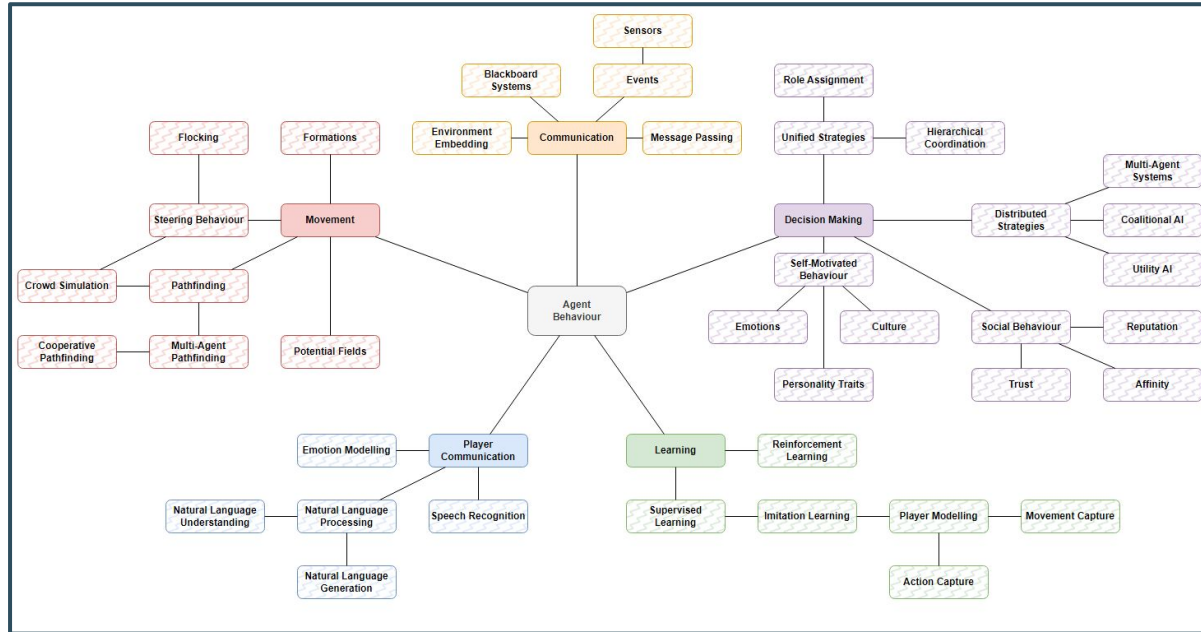 Sensors
Blackboard
Systems
Events
Role Assignment
Flocking
Formations
Environment
Embedding
Communication
Message Passing
Unified Strategies
Hierarchical
Coordination
Multi-Agent
Systems
Steering Behaviour
Movement
Decision Making
Distributed
Strategies
Coalitional AI
Self-Motivated
Behaviour
Utility AI
Crowd Simulation
Pathfinding
Agent
Behaviour
Emotions
Culture
Social Behaviour
Reputation
Cooperative
Pathfinding
Multi-Agent
Pathfinding
Potential Fields
Personality Traits
Trust
Affinity
Emotion Modelling
Player
Communication
Learning
Reinforcement
Learning
Natural Language
Understanding
Natural Language
Processing
Speech Recognition
Supervised
Learning
Imitation Learning
Player Modelling
Movement Capture
Natural Language
Generation
Action Capture